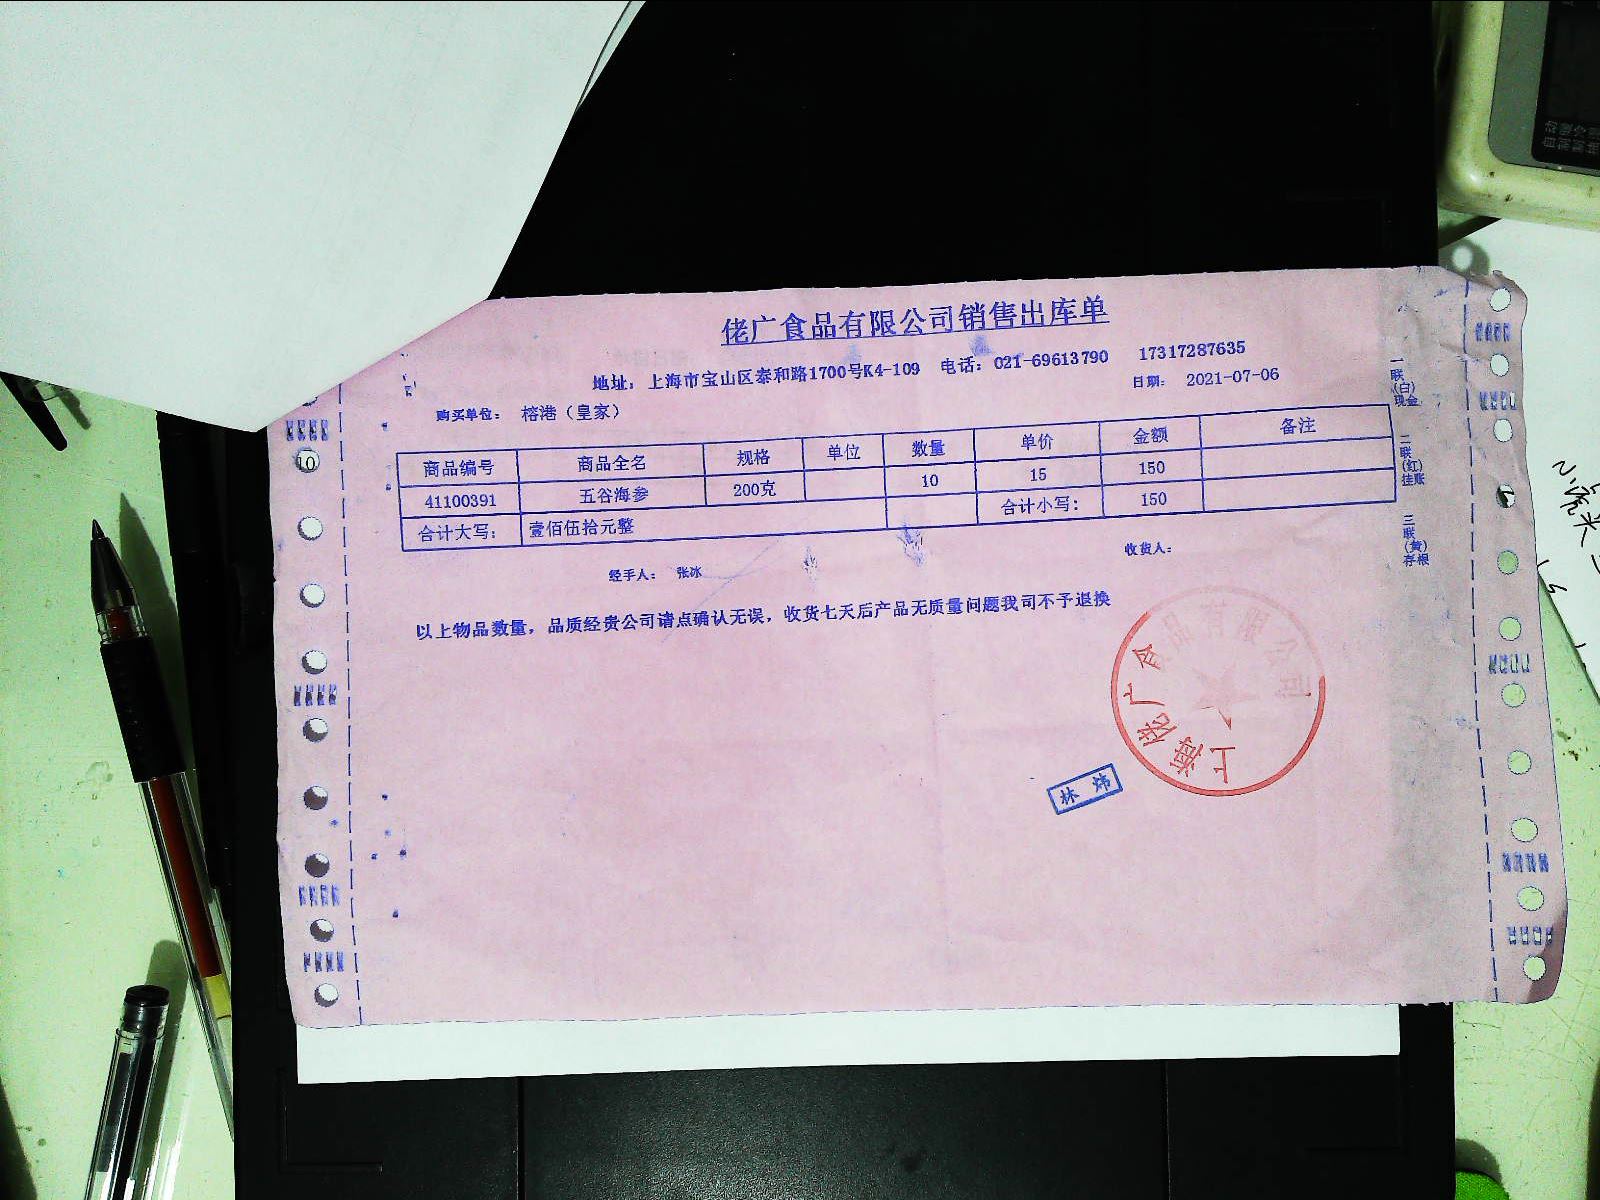 佬广食品有限公司销售出库单
地址：上海市宝山区泰和路1700号K4-109 电话：021-69613790 17317287635
购买单位：榕港（皇家） 日期：2021-07-06
商品编号 商品全名 规格 单位 数量 单价 金额 备注
41100391 五谷海参 200克 10 15 150
合计大写：壹佰伍拾元整 合计小写: 150
经手人：张冰 收货人：
以上物品数量，品质经贵公司请点确认无误，收货七天后产品无质量问题我司不予退换
一联(白)现金
二联(红)挂账
三联(黄)存根
上海佬广食品有限公司
林炜
10
自动